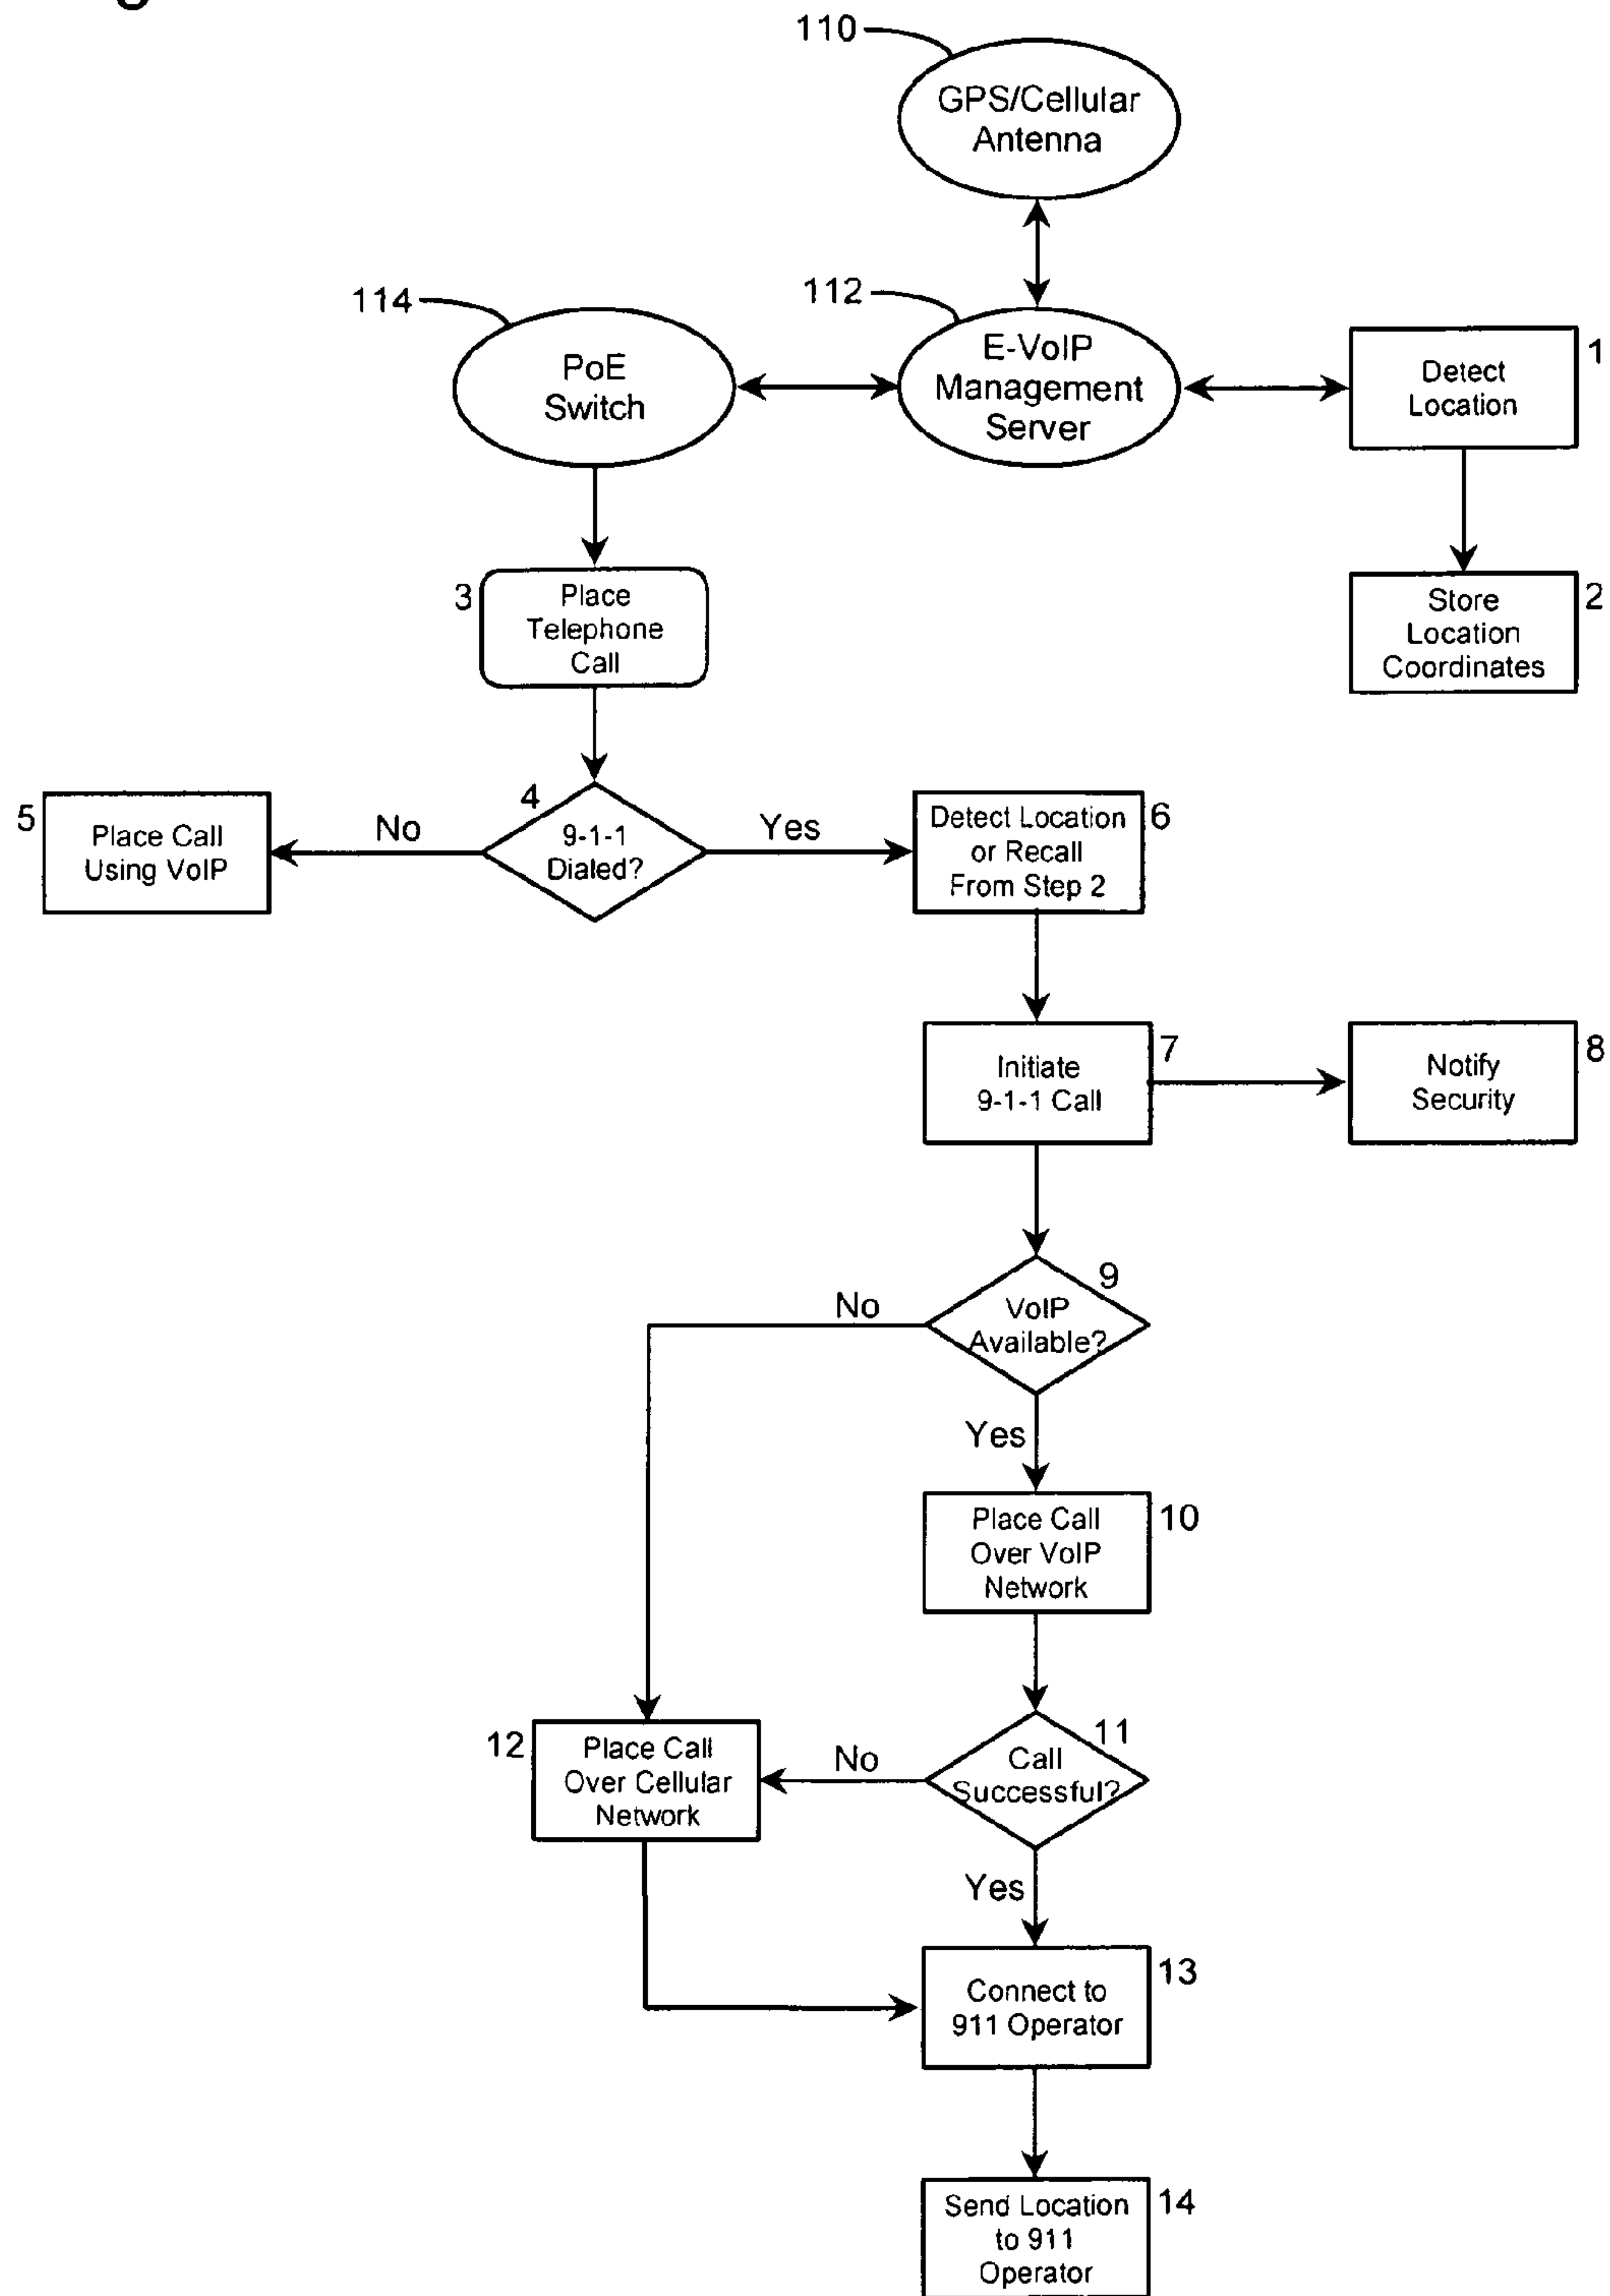 110
GPS/Cellular
Antenna
114
PoE
Switch
112
E-VoIP
Management
Server
1
Detect
Location
3
Place
Telephone
Call
2
Store
Location
Coordinates
5
Place Call
Using VoIP
No
4
9-1-1
Dialed?
Yes
6
Detect Location
or Recall
From Step 2
7
Initiate
9-1-1 Call
8
Notify
Security
9
VoIP
Available?
No
Yes
10
Place Call
Over VoIP
Network
11
Call
Successful?
No
12
Place Call
Over Cellular
Network
Yes
13
Connect to
911 Operator
14
Send Location
to 911
Operator